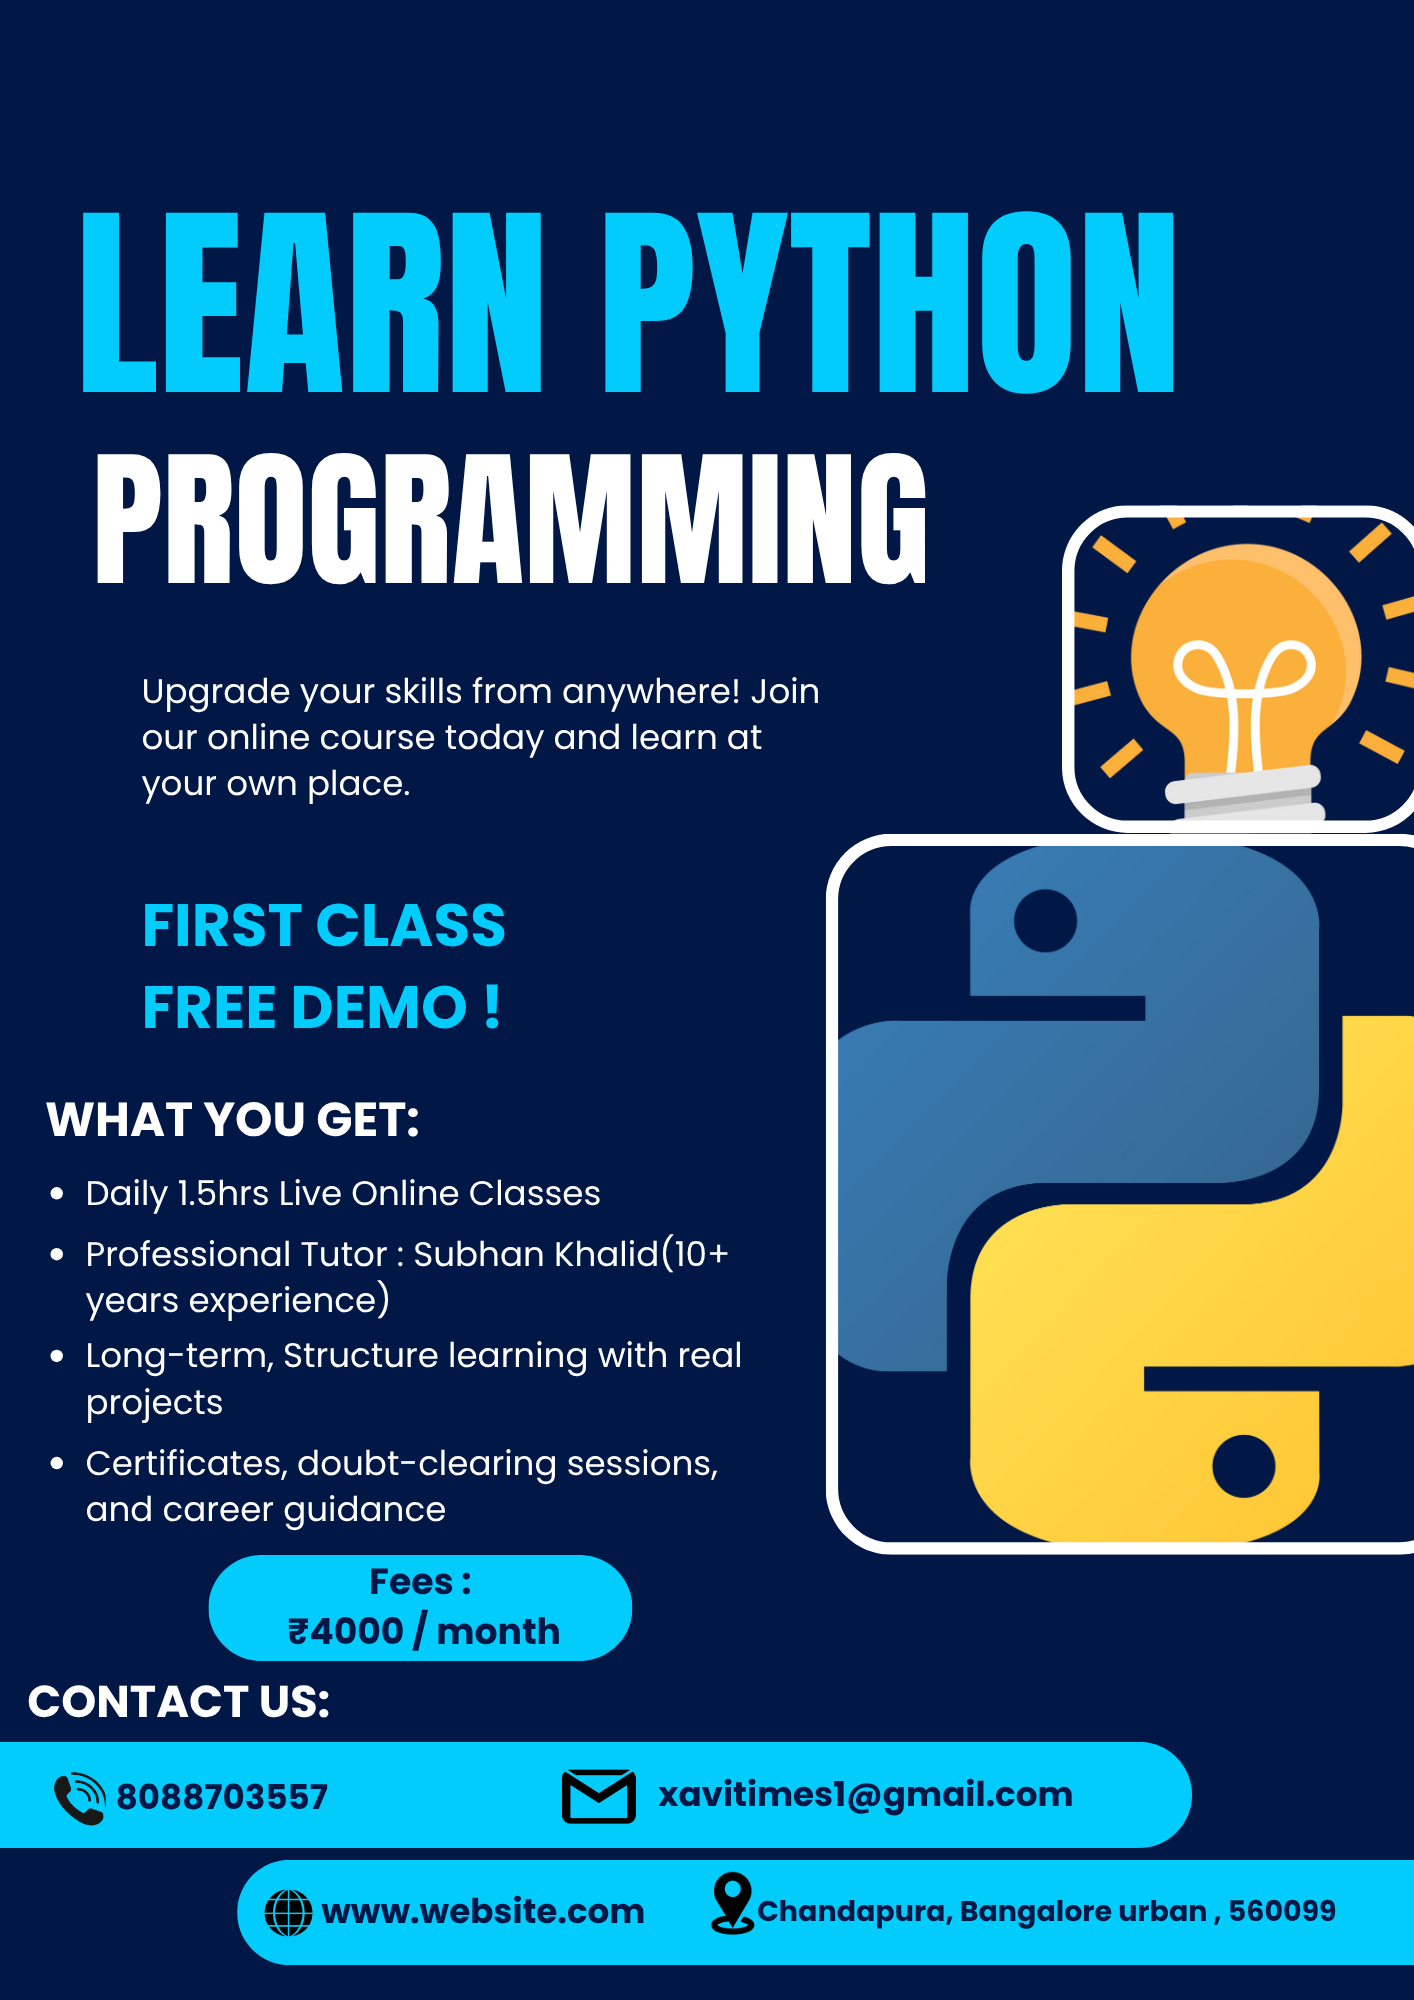 LEARN PYTHON
PROGRAMMING
Upgrade your skills from anywhere! Join
our online course today and learn at
your own place.
FIRST CLASS
FREE DEMO !
WHAT YOU GET:
• Daily 1.5hrs Live Online Classes
• Professional Tutor : Subhan Khalid(10+
years experience)
• Long-term, Structure learning with real
projects
• Certificates, doubt-clearing sessions,
and career guidance
Fees :
₹4000 / month
CONTACT US:
8088703557
xavitimes1@gmail.com
www.website.com
Chandapura, Bangalore urban , 560099